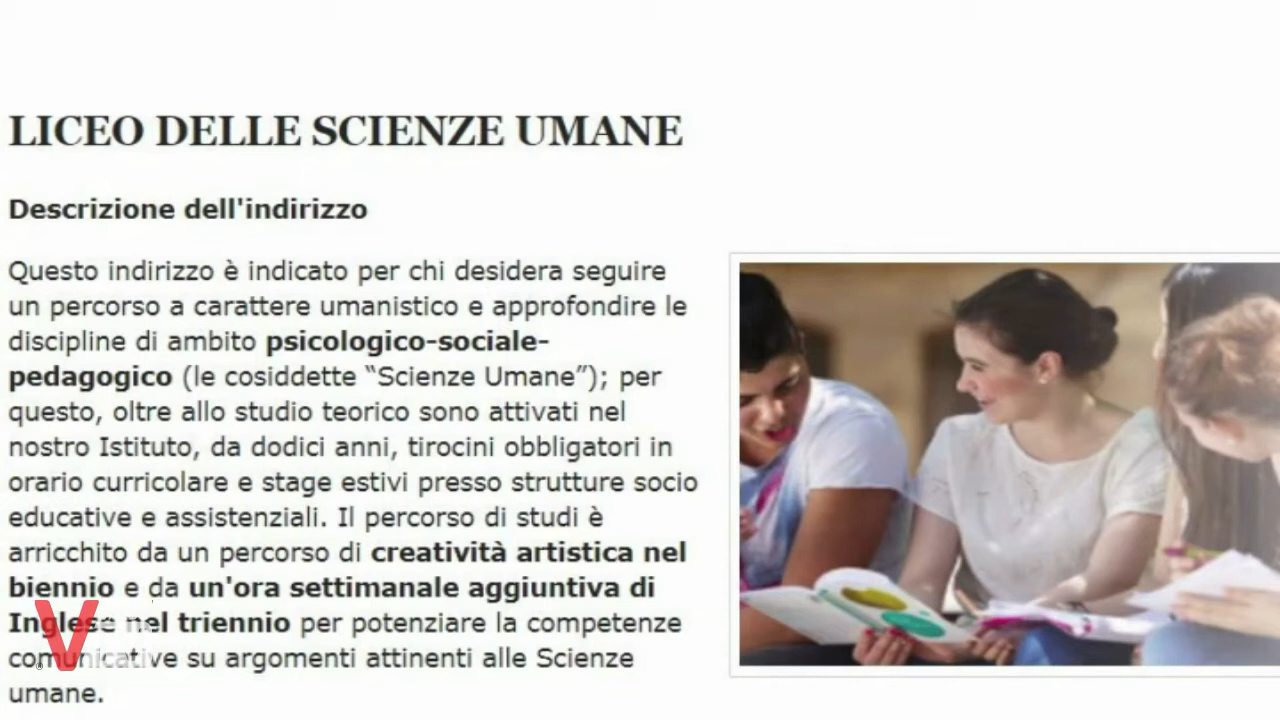 LICEO DELLE SCIENZE UMANE
Descrizione dell'indirizzo
Questo indirizzo è indicato per chi desidera seguire
un percorso a carattere umanistico e approfondire le
discipline di ambito psicologico-sociale-
pedagogico (le cosiddette “Scienze Umane”); per
questo, oltre allo studio teorico sono attivati nel
nostro Istituto, da dodici anni, tirocini obbligatori in
orario curricolare e stage estivi presso strutture socio
educative e assistenziali. Il percorso di studi è
arricchito da un percorso di creatività artistica nel
biennio e da un'ora settimanale aggiuntiva di
Inglese nel triennio per potenziare la competenze
comunicative su argomenti attinenti alle Scienze
umane.
V